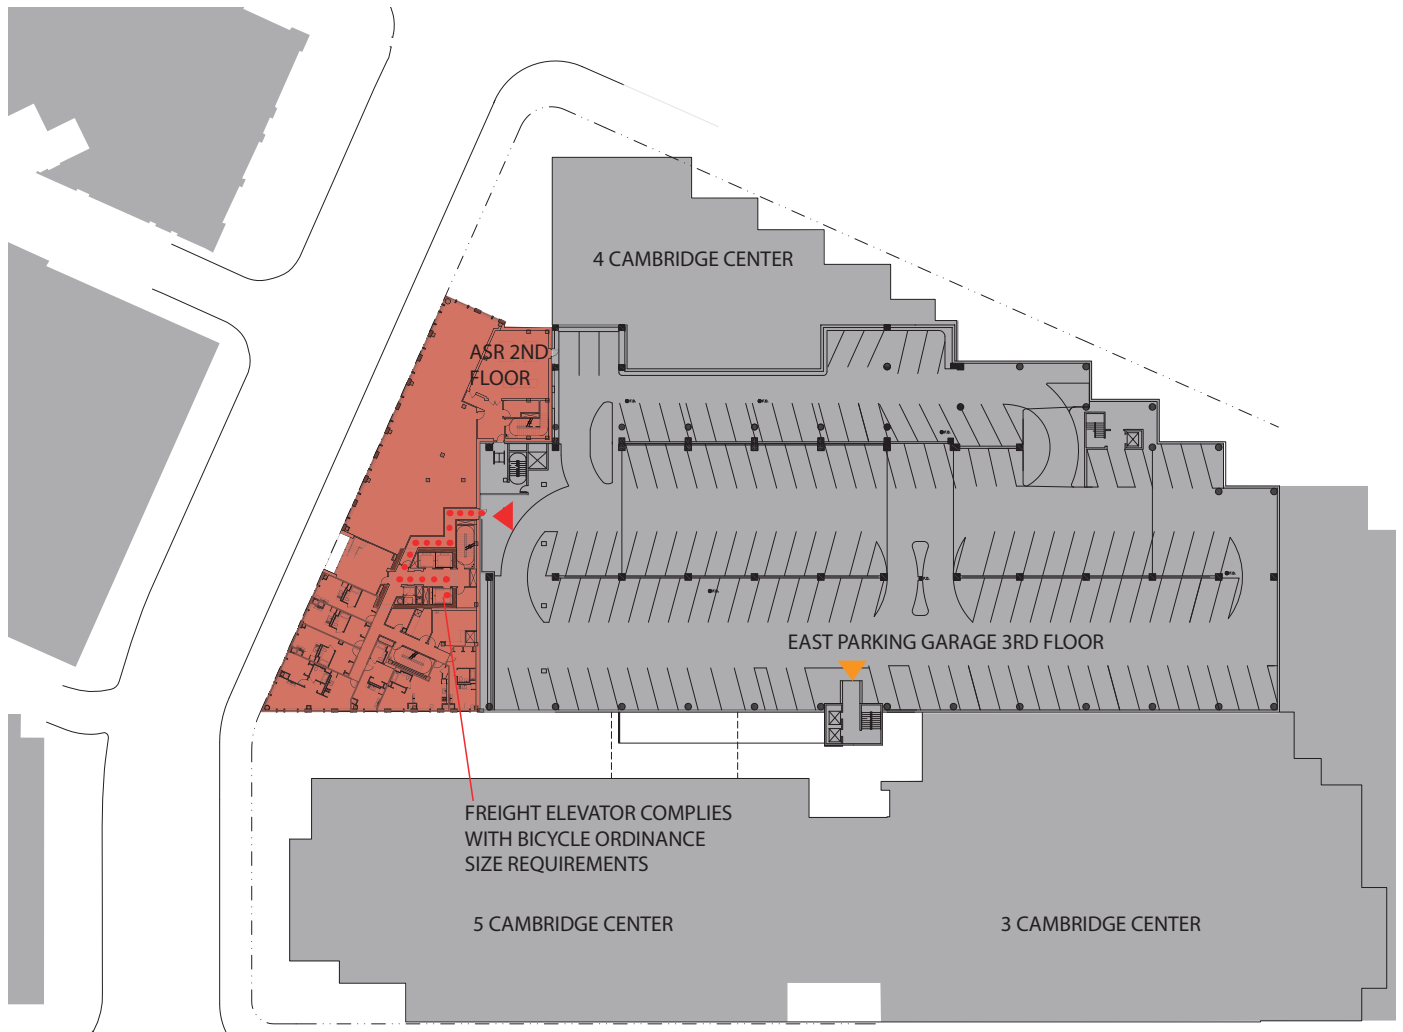 4 CAMBRIDGE CENTER
ASR 2ND
FLOOR
EAST PARKING GARAGE 3RD FLOOR
FREIGHT ELEVATOR COMPLIES
WITH BICYCLE ORDINANCE
SIZE REQUIREMENTS
5 CAMBRIDGE CENTER
3 CAMBRIDGE CENTER